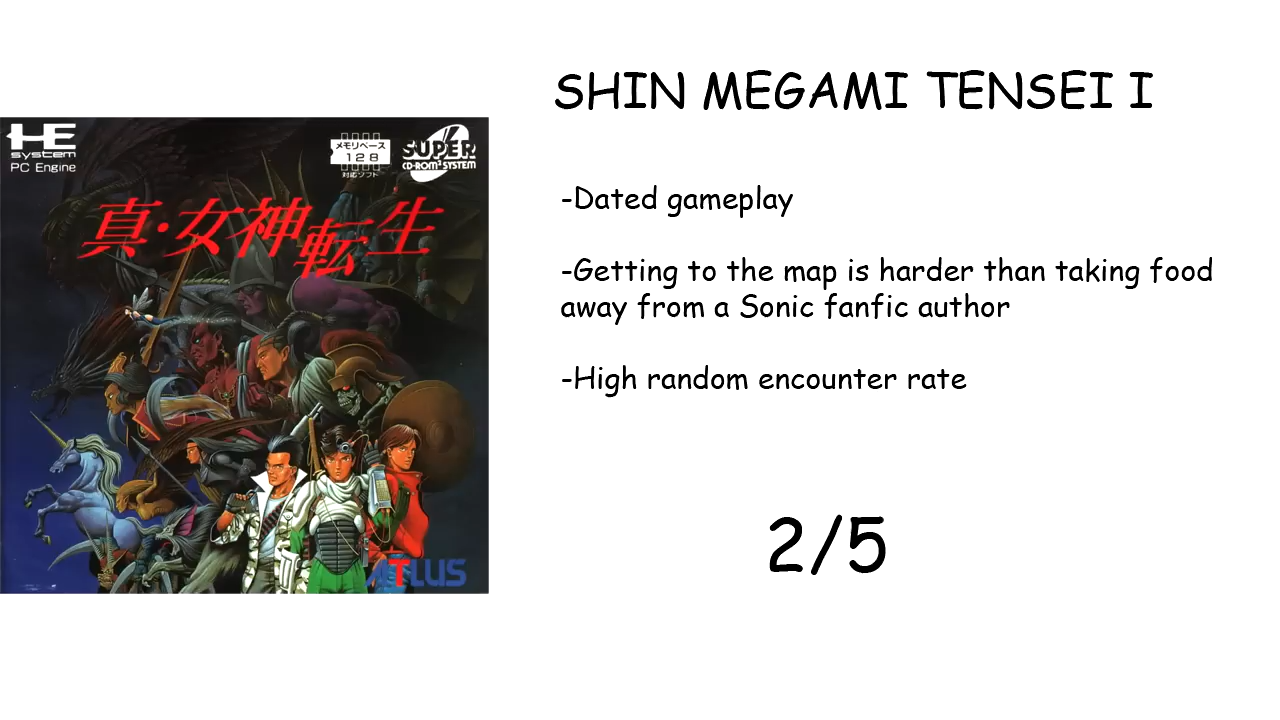 SHIN MEGAMI TENSEI I
HE
system
PC Engine
メモリベース
128
対応ソフト
SUPER
CD-ROM² SYSTEM
真・女神転生
-Dated gameplay
-Getting to the map is harder than taking food
away from a Sonic fanfic author
-High random encounter rate
ATLUS
2/5